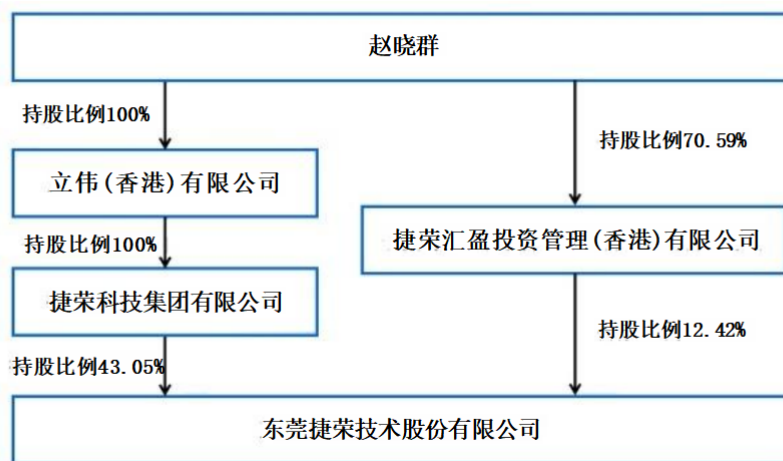 赵晓群
持股比例100%
持股比例70.59%
立伟(香港)有限公司
捷荣汇盈投资管理(香港)有限公司
持股比例100%
捷荣科技集团有限公司
持股比例12.42%
持股比例43.05%
东莞捷荣技术股份有限公司